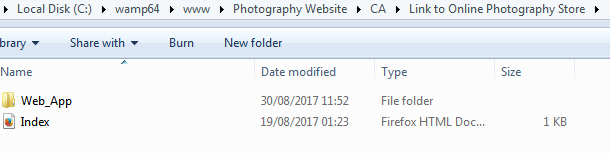 Local Disk (C:) wamp64 www Photography Website CA Link to Online Photography Store
ibrary Share with Burn New folder
Name Date modified Type Size
Web_App 30/08/2017 11:52 File folder
Index 19/08/2017 01:23 Firefox HTML Doc... 1 KB